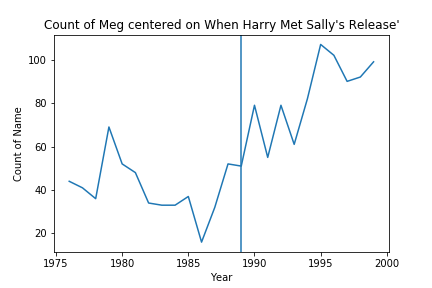 Count of Meg centered on When Harry Met Sally's Release'
100
80
60
40
20
Count of Name
1975 1980 1985 1990 1995 2000
Year